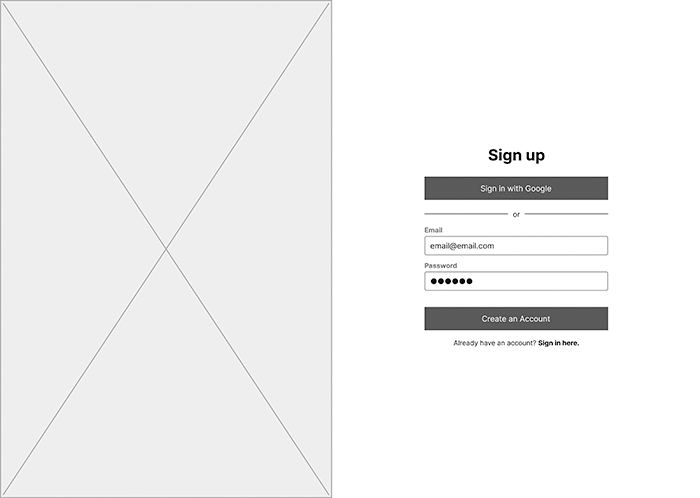 Sign up
Sign in with Google
or
Email
email@email.com
Password
●●●●●●
Create an Account
Already have an account? Sign in here.